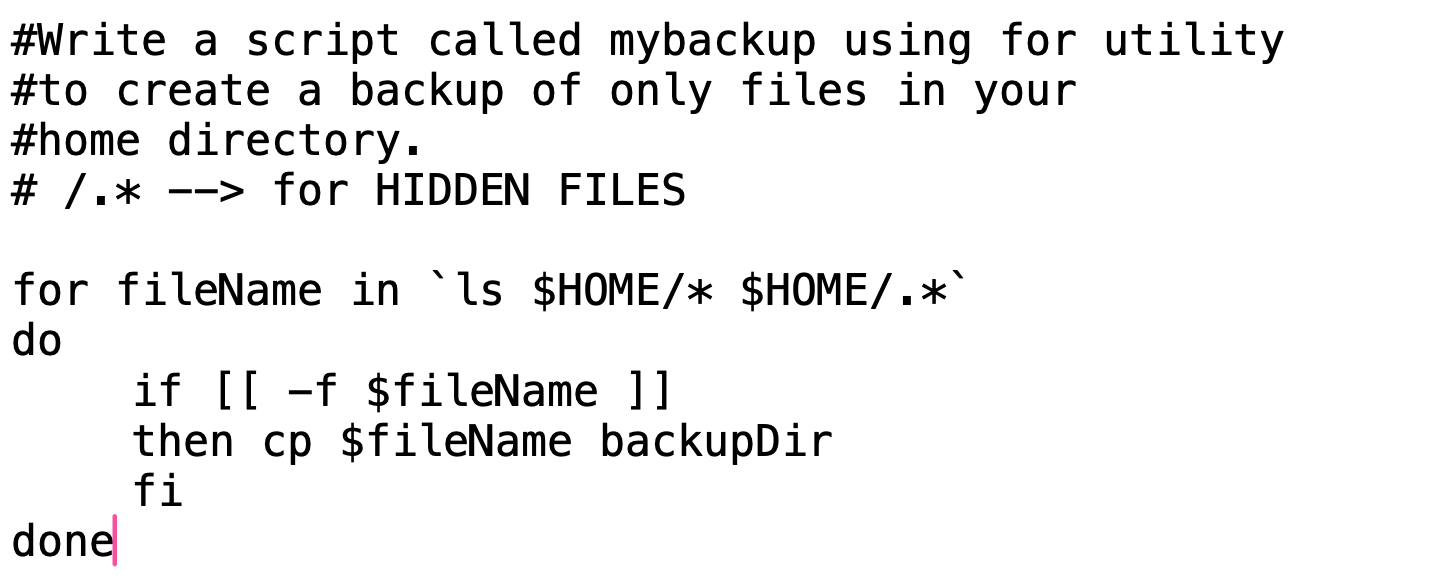 #Write a script called mybackup using for utility
#to create a backup of only files in your
#home directory.
# /.* --> for HIDDEN FILES
for fileName in `ls $HOME/* $HOME/.*`
do
if [[ -f $fileName ]]
then cp $fileName backupDir
fi
done